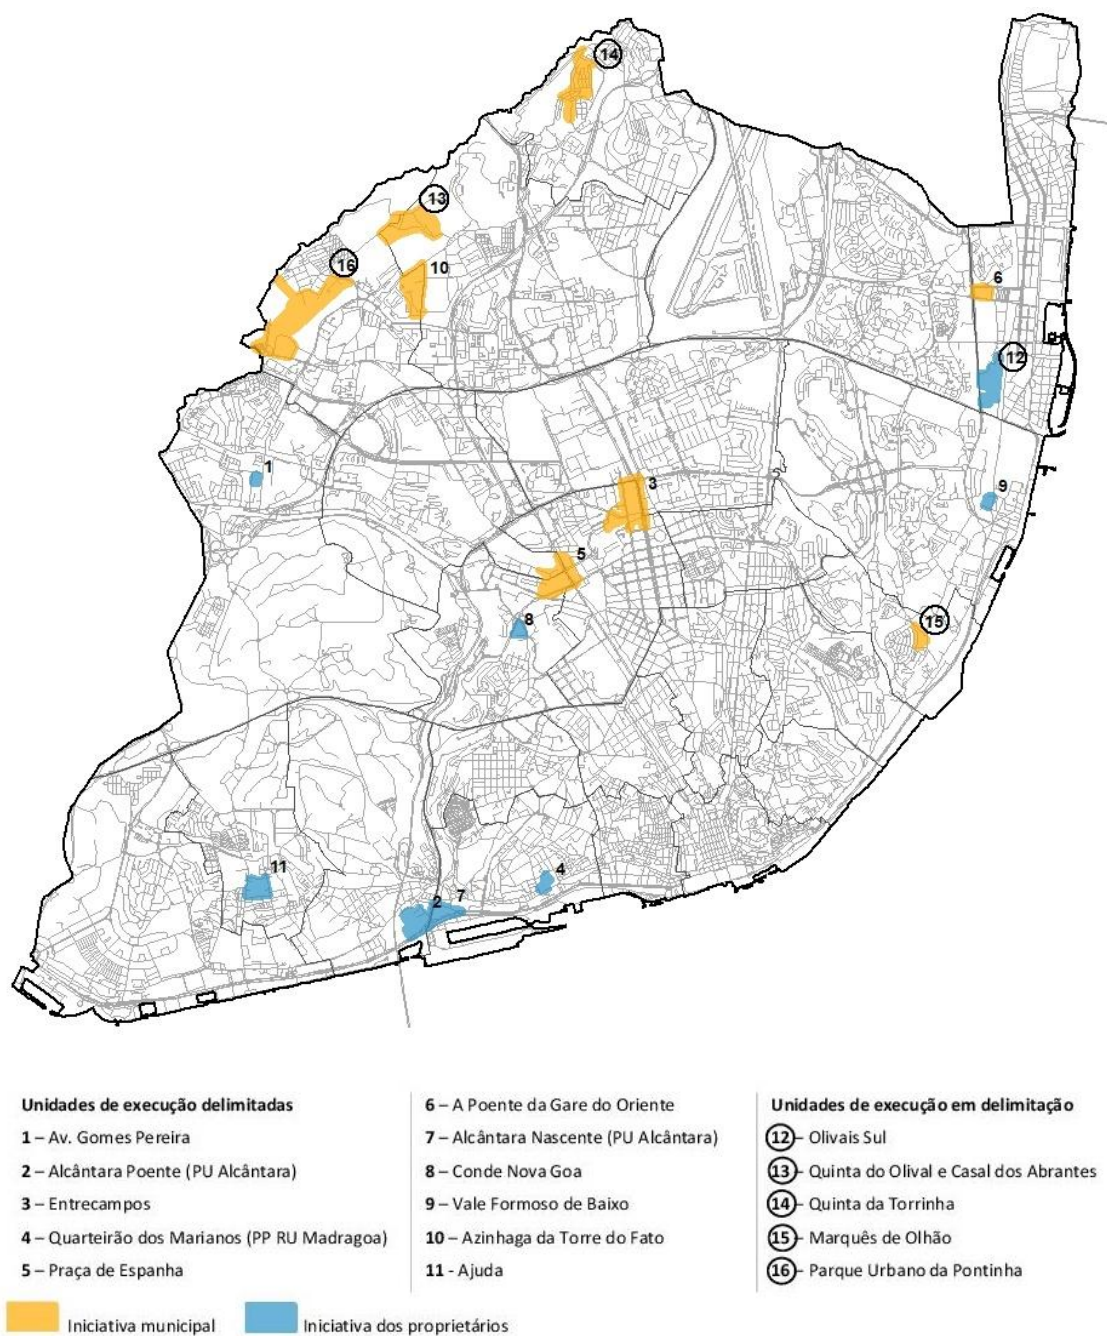 14
13
16
10
6
12
1
3
9
5
8
15
11
4
2
7
Unidades de execução delimitadas
1 – Av. Gomes Pereira
2 – Alcântara Poente (PU Alcântara)
3 – Entrecampos
4 – Quarteirão dos Marianos (PP RU Madragoa)
5 – Praça de Espanha
6 – A Poente da Gare do Oriente
7 – Alcântara Nascente (PU Alcântara)
8 – Conde Nova Goa
9 – Vale Formoso de Baixo
10 – Azinhaga da Torre do Fato
11 - Ajuda
Unidades de execução em delimitação
12 – Olivais Sul
13 – Quinta do Olival e Casal dos Abrantes
14 – Quinta da Torrinha
15 – Marquês de Olhão
16 – Parque Urbano da Pontinha
Iniciativa municipal
Iniciativa dos proprietários